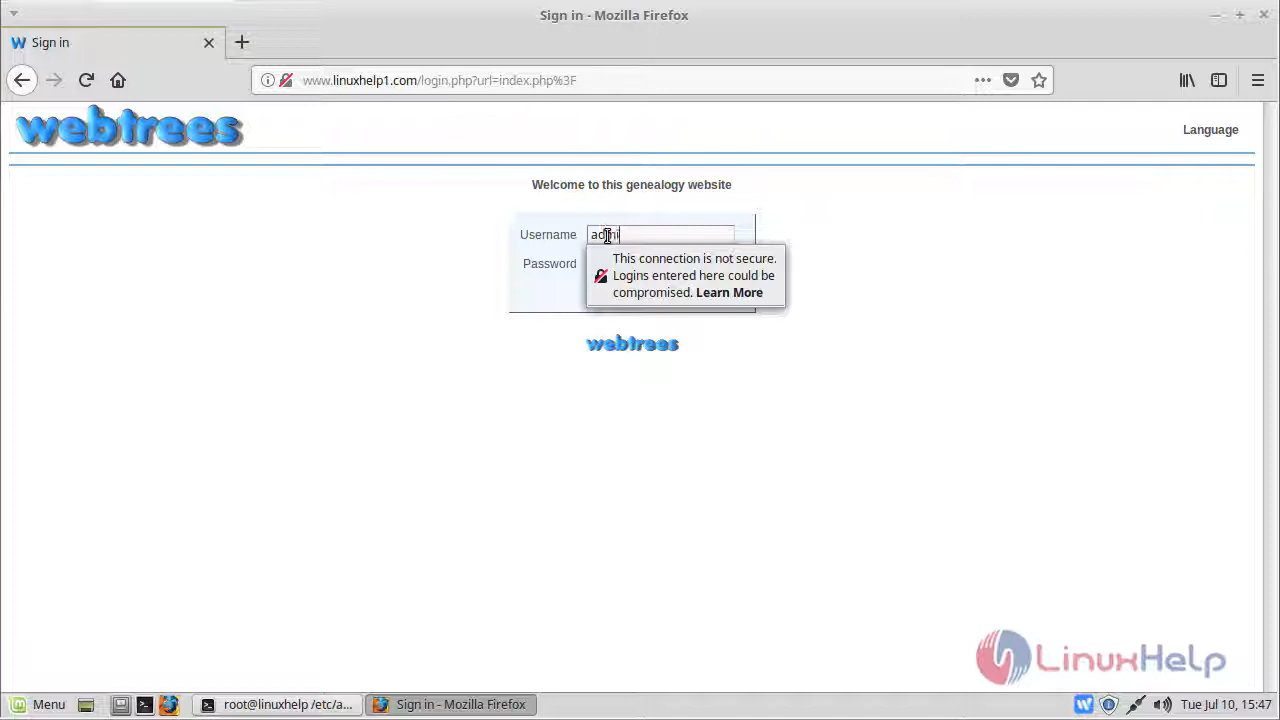 Sign in - Mozilla Firefox
Sign in
www.linuxhelp1.com/login.php?url=index.php%3F
webtrees
Language
Welcome to this genealogy website
Username admi
Password
This connection is not secure.
Logins entered here could be
compromised. Learn More
webtrees
LinuxHelp
Menu
root@linuxhelp /etc/a...
Sign in - Mozilla Firefox
Tue Jul 10, 15:47